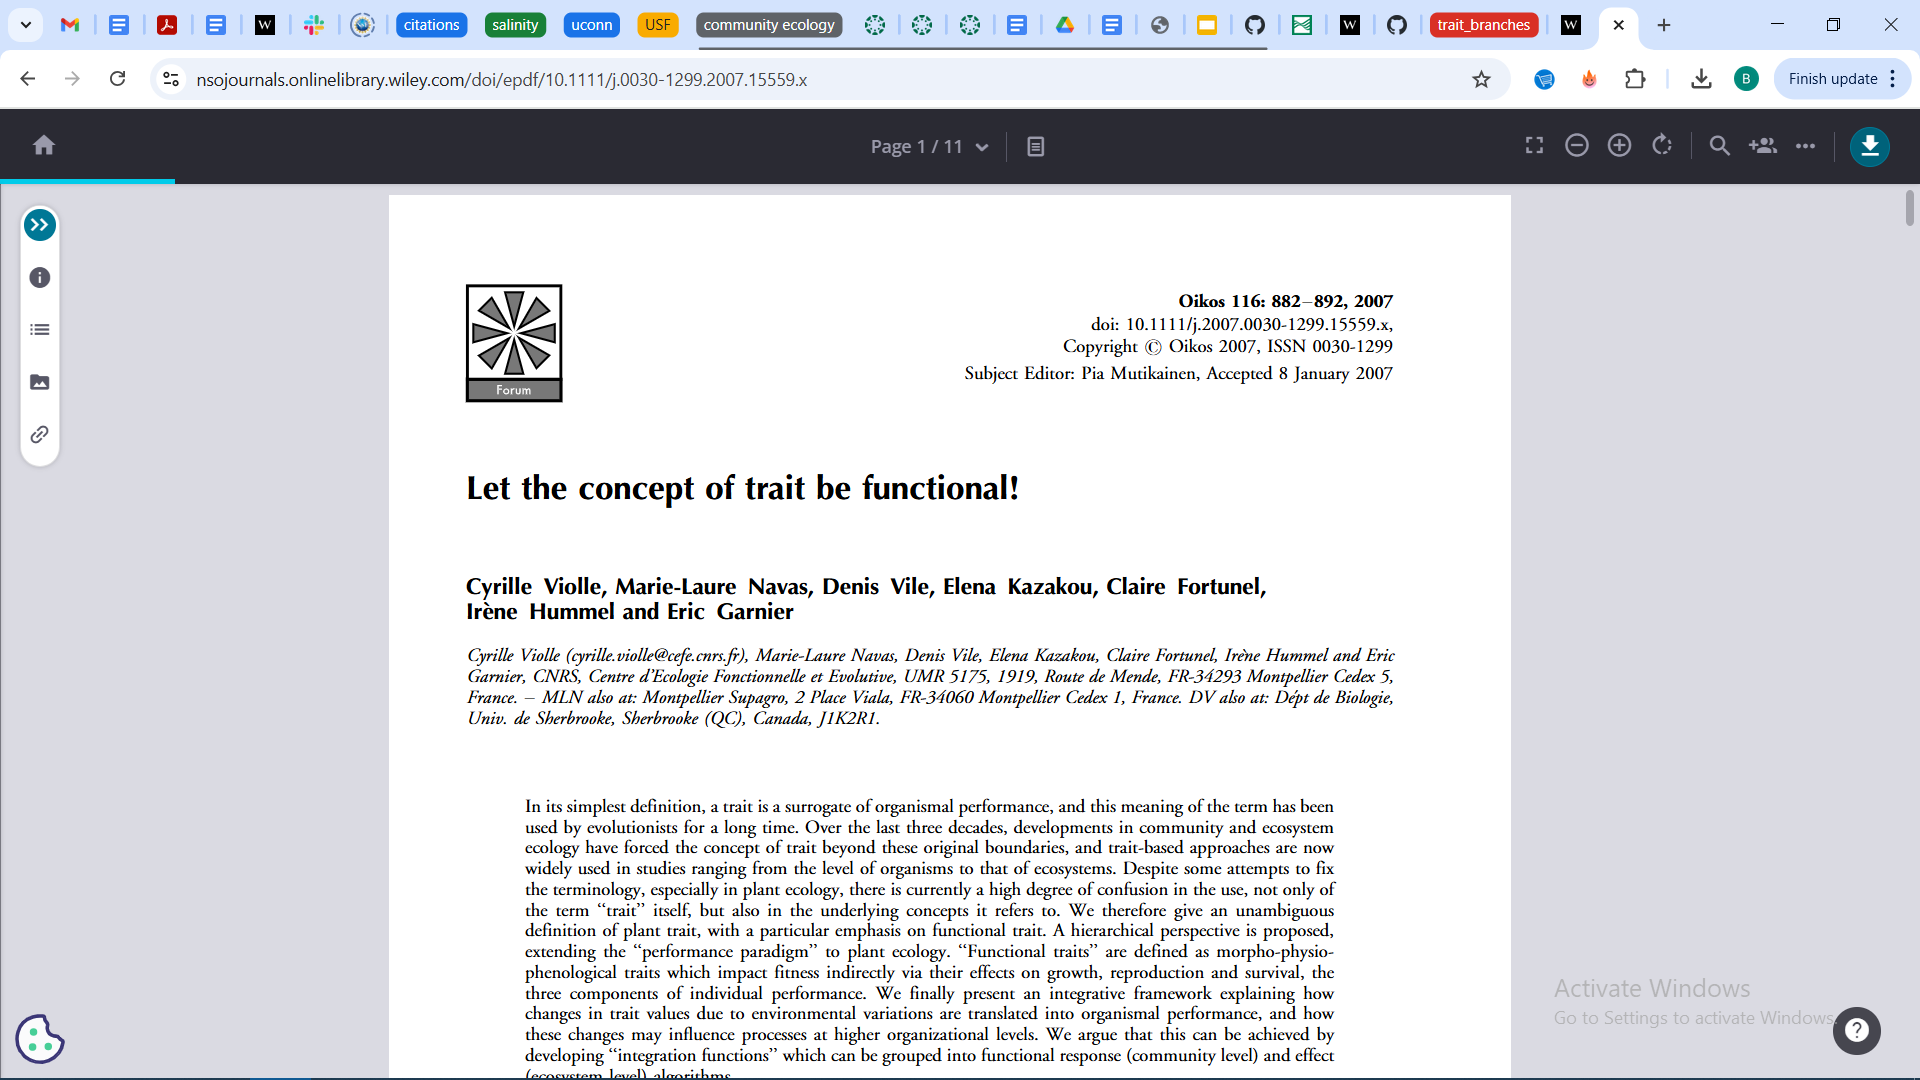 citations
salinity
uconn
USF
community ecology
trait_branches
nsojournals.onlinelibrary.wiley.com/doi/epdf/10.1111/j.0030-1299.2007.15559.x
B
Finish update
Page 1 / 11
Forum
Oikos 116: 882–892, 2007
doi: 10.1111/j.2007.0030-1299.15559.x,
Copyright © Oikos 2007, ISSN 0030-1299
Subject Editor: Pia Mutikainen, Accepted 8 January 2007
Let the concept of trait be functional!
Cyrille Violle, Marie-Laure Navas, Denis Vile, Elena Kazakou, Claire Fortunel,
Irène Hummel and Eric Garnier
Cyrille Violle (cyrille.violle@cefe.cnrs.fr), Marie-Laure Navas, Denis Vile, Elena Kazakou, Claire Fortunel, Irène Hummel and Eric
Garnier, CNRS, Centre d'Ecologie Fonctionnelle et Evolutive, UMR 5175, 1919, Route de Mende, FR-34293 Montpellier Cedex 5,
France. – MLN also at: Montpellier Supagro, 2 Place Viala, FR-34060 Montpellier Cedex 1, France. DV also at: Dépt de Biologie,
Univ. de Sherbrooke, Sherbrooke (QC), Canada, J1K2R1.
In its simplest definition, a trait is a surrogate of organismal performance, and this meaning of the term has been
used by evolutionists for a long time. Over the last three decades, developments in community and ecosystem
ecology have forced the concept of trait beyond these original boundaries, and trait-based approaches are now
widely used in studies ranging from the level of organisms to that of ecosystems. Despite some attempts to fix
the terminology, especially in plant ecology, there is currently a high degree of confusion in the use, not only of
the term ‘‘trait’’ itself, but also in the underlying concepts it refers to. We therefore give an unambiguous
definition of plant trait, with a particular emphasis on functional trait. A hierarchical perspective is proposed,
extending the ‘‘performance paradigm’’ to plant ecology. ‘‘Functional traits’’ are defined as morpho-physio-
phenological traits which impact fitness indirectly via their effects on growth, reproduction and survival, the
three components of individual performance. We finally present an integrative framework explaining how
changes in trait values due to environmental variations are translated into organismal performance, and how
these changes may influence processes at higher organizational levels. We argue that this can be achieved by
developing ‘‘integration functions’’ which can be grouped into functional response (community level) and effect
(ecosystem level) algorithms.
Activate Windows
Go to Settings to activate Windows.